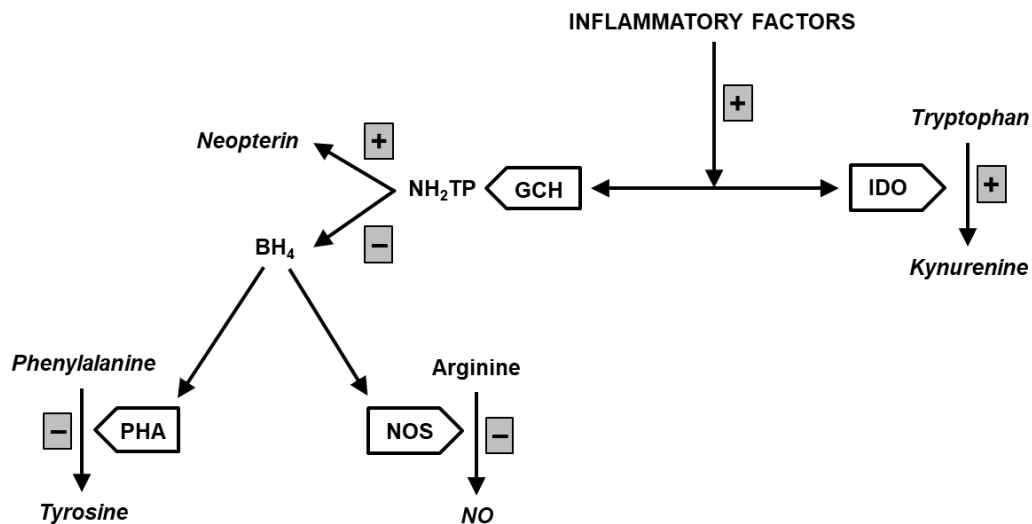 INFLAMMATORY FACTORS
+
Tryptophan
Neopterin
+
NH₂TP
GCH
IDO
+
BH₄
−
Kynurenine
Phenylalanine
Arginine
−
PHA
NOS
−
Tyrosine
NO